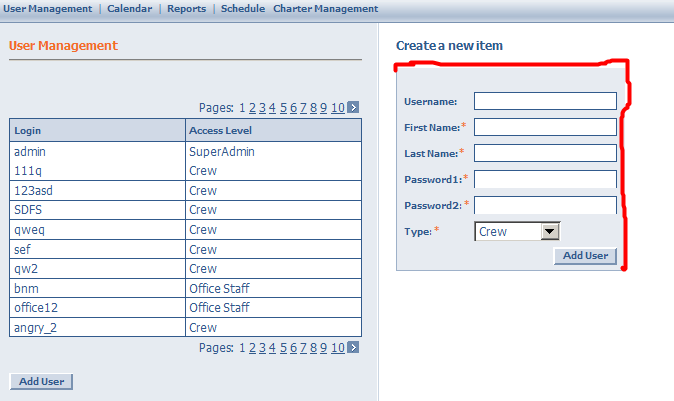 User Management | Calendar | Reports | Schedule Charter Management
User Management
Pages: 1 2 3 4 5 6 7 8 9 10
Login Access Level
admin SuperAdmin
111q Crew
123asd Crew
SDFS Crew
qweq Crew
sef Crew
qw2 Crew
bnm Office Staff
office12 Office Staff
angry_2 Crew
Pages: 1 2 3 4 5 6 7 8 9 10
Add User
Create a new item
Username:
First Name:*
Last Name:*
Password1:*
Password2: *
Type: * Crew
Add User